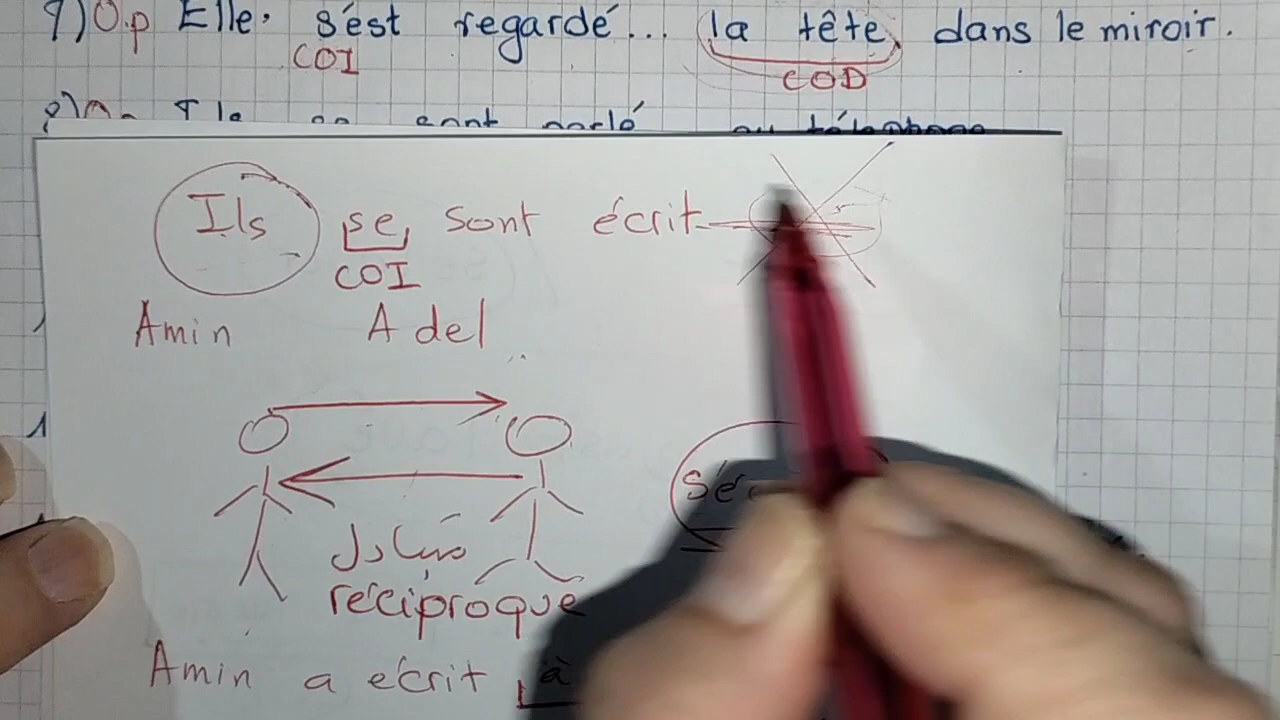 7) Op Elle s'est regardé... la tête dans le miroir.
COI COD
Ils se sont écrit
COI
Amin Adel
متبادل
réciproque
Amin a écrit à